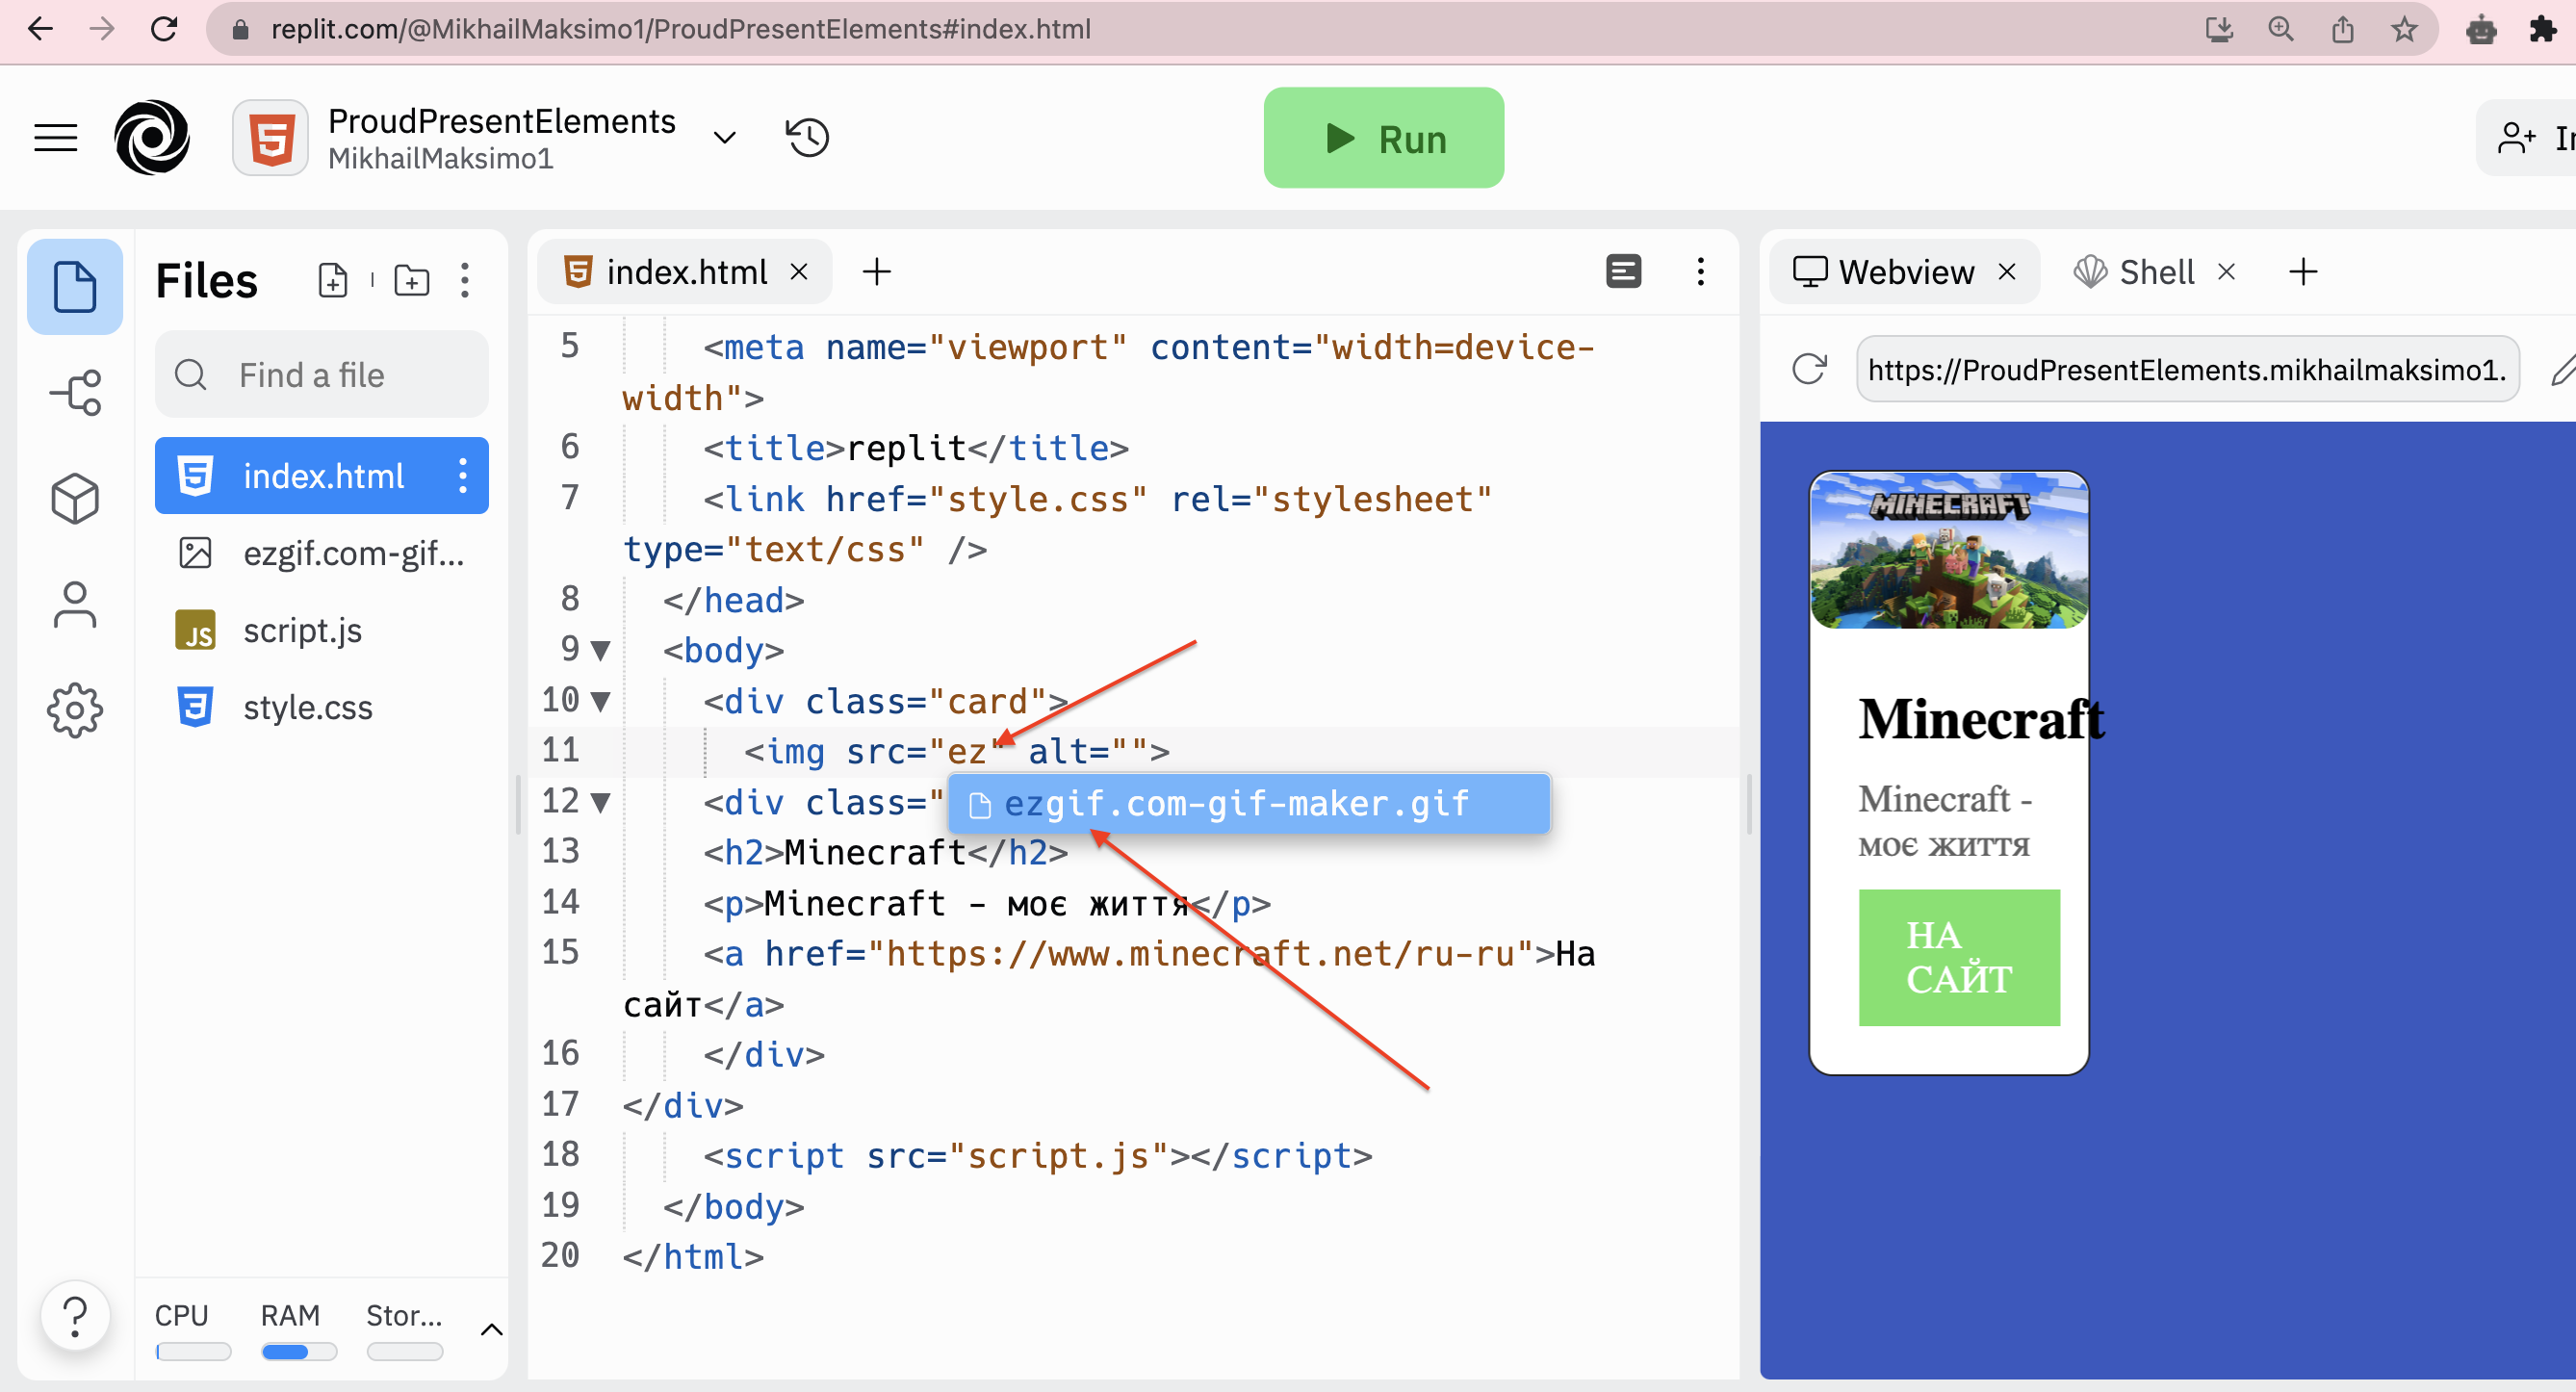 replit.com/@MikhailMaksimo1/ProudPresentElements#index.html
ProudPresentElements
MikhailMaksimo1
Run
Files
Find a file
index.html
ezgif.com-gif...
script.js
style.css
CPU
RAM
Stor...
index.html
5 <meta name="viewport" content="width=device-
width">
6 <title>replit</title>
7 <link href="style.css" rel="stylesheet"
type="text/css" />
8 </head>
9 <body>
10 <div class="card">
11 <img src="ez" alt="">
12 <div class="
ezgif.com-gif-maker.gif
13 <h2>Minecraft</h2>
14 <p>Minecraft - моє життя</p>
15 <a href="https://www.minecraft.net/ru-ru">На
сайт</a>
16 </div>
17 </div>
18 <script src="script.js"></script>
19 </body>
20 </html>
Webview
Shell
https://ProudPresentElements.mikhailmaksimo1.
MINECRAFT
Minecraft
Minecraft -
моє життя
НА
САЙТ